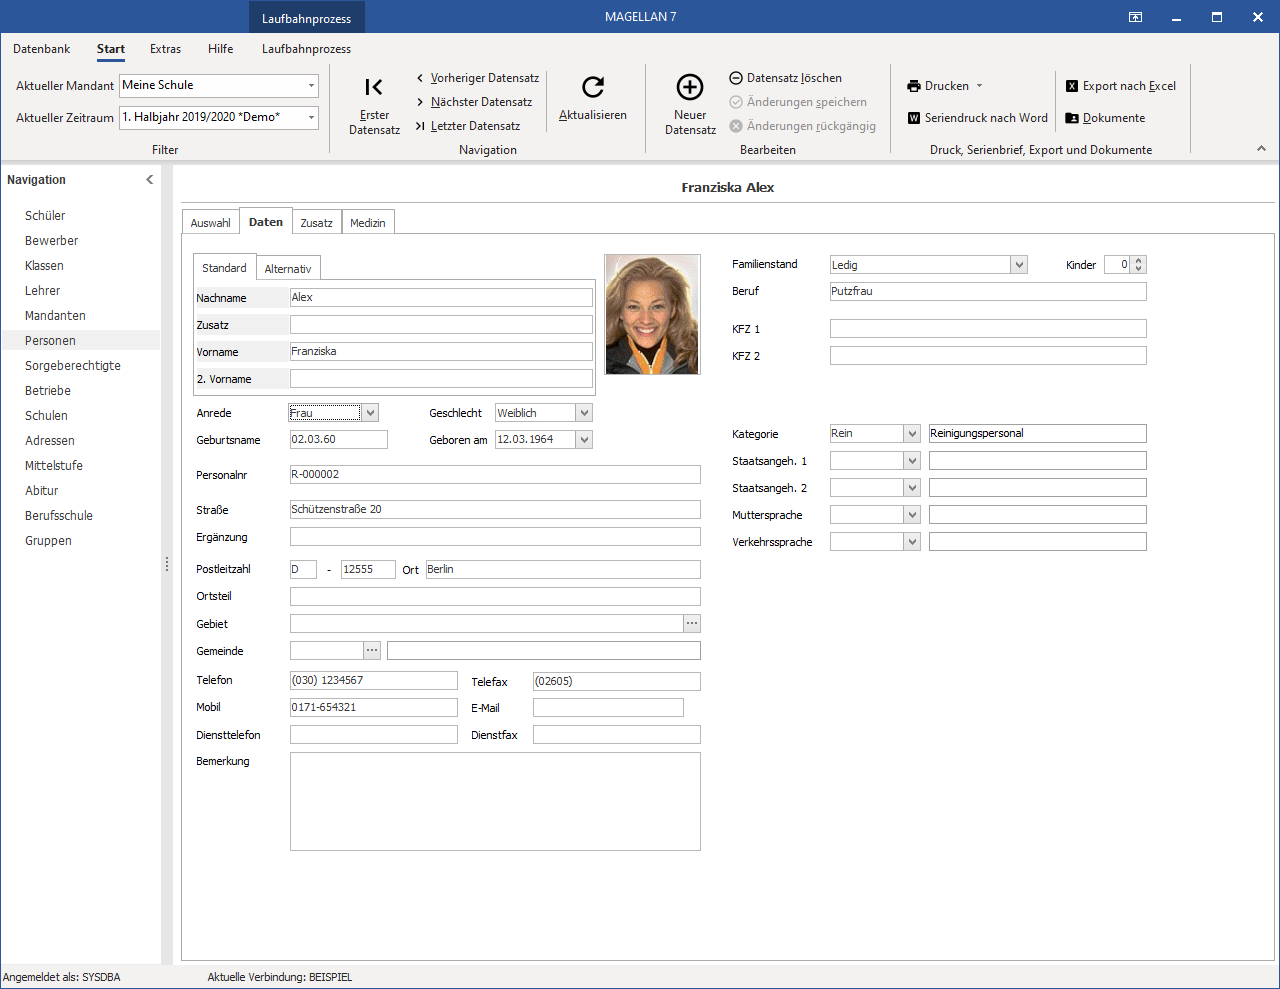 Laufbahnprozess
MAGELLAN 7
Datenbank Start Extras Hilfe Laufbahnprozess
Aktueller Mandant Meine Schule
Aktueller Zeitraum 1. Halbjahr 2019/2020 *Demo*
Filter
Erster Datensatz
Vorheriger Datensatz
Nächster Datensatz
Letzter Datensatz
Aktualisieren
Navigation
Neuer Datensatz
Datensatz löschen
Änderungen speichern
Änderungen rückgängig
Bearbeiten
Drucken
Seriendruck nach Word
Export nach Excel
Dokumente
Druck, Serienbrief, Export und Dokumente
Navigation
Schüler
Bewerber
Klassen
Lehrer
Mandanten
Personen
Sorgeberechtigte
Betriebe
Schulen
Adressen
Mittelstufe
Abitur
Berufsschule
Gruppen
Franziska Alex
Auswahl Daten Zusatz Medizin
Standard Alternativ
Nachname Alex
Zusatz
Vorname Franziska
2. Vorname
Anrede Frau Geschlecht Weiblich
Geburtsname 02.03.60 Geboren am 12.03.1964
Personalnr R-000002
Straße Schützenstraße 20
Ergänzung
Postleitzahl D - 12555 Ort Berlin
Ortsteil
Gebiet
Gemeinde
Telefon (030) 1234567 Telefax (02605)
Mobil 0171-654321 E-Mail
Diensttelefon Dienstfax
Bemerkung
Familienstand Ledig Kinder 0
Beruf Putzfrau
KFZ 1
KFZ 2
Kategorie Rein Reinigungspersonal
Staatsangeh. 1
Staatsangeh. 2
Muttersprache
Verkehrssprache
Angemeldet als: SYSDBA Aktuelle Verbindung: BEISPIEL